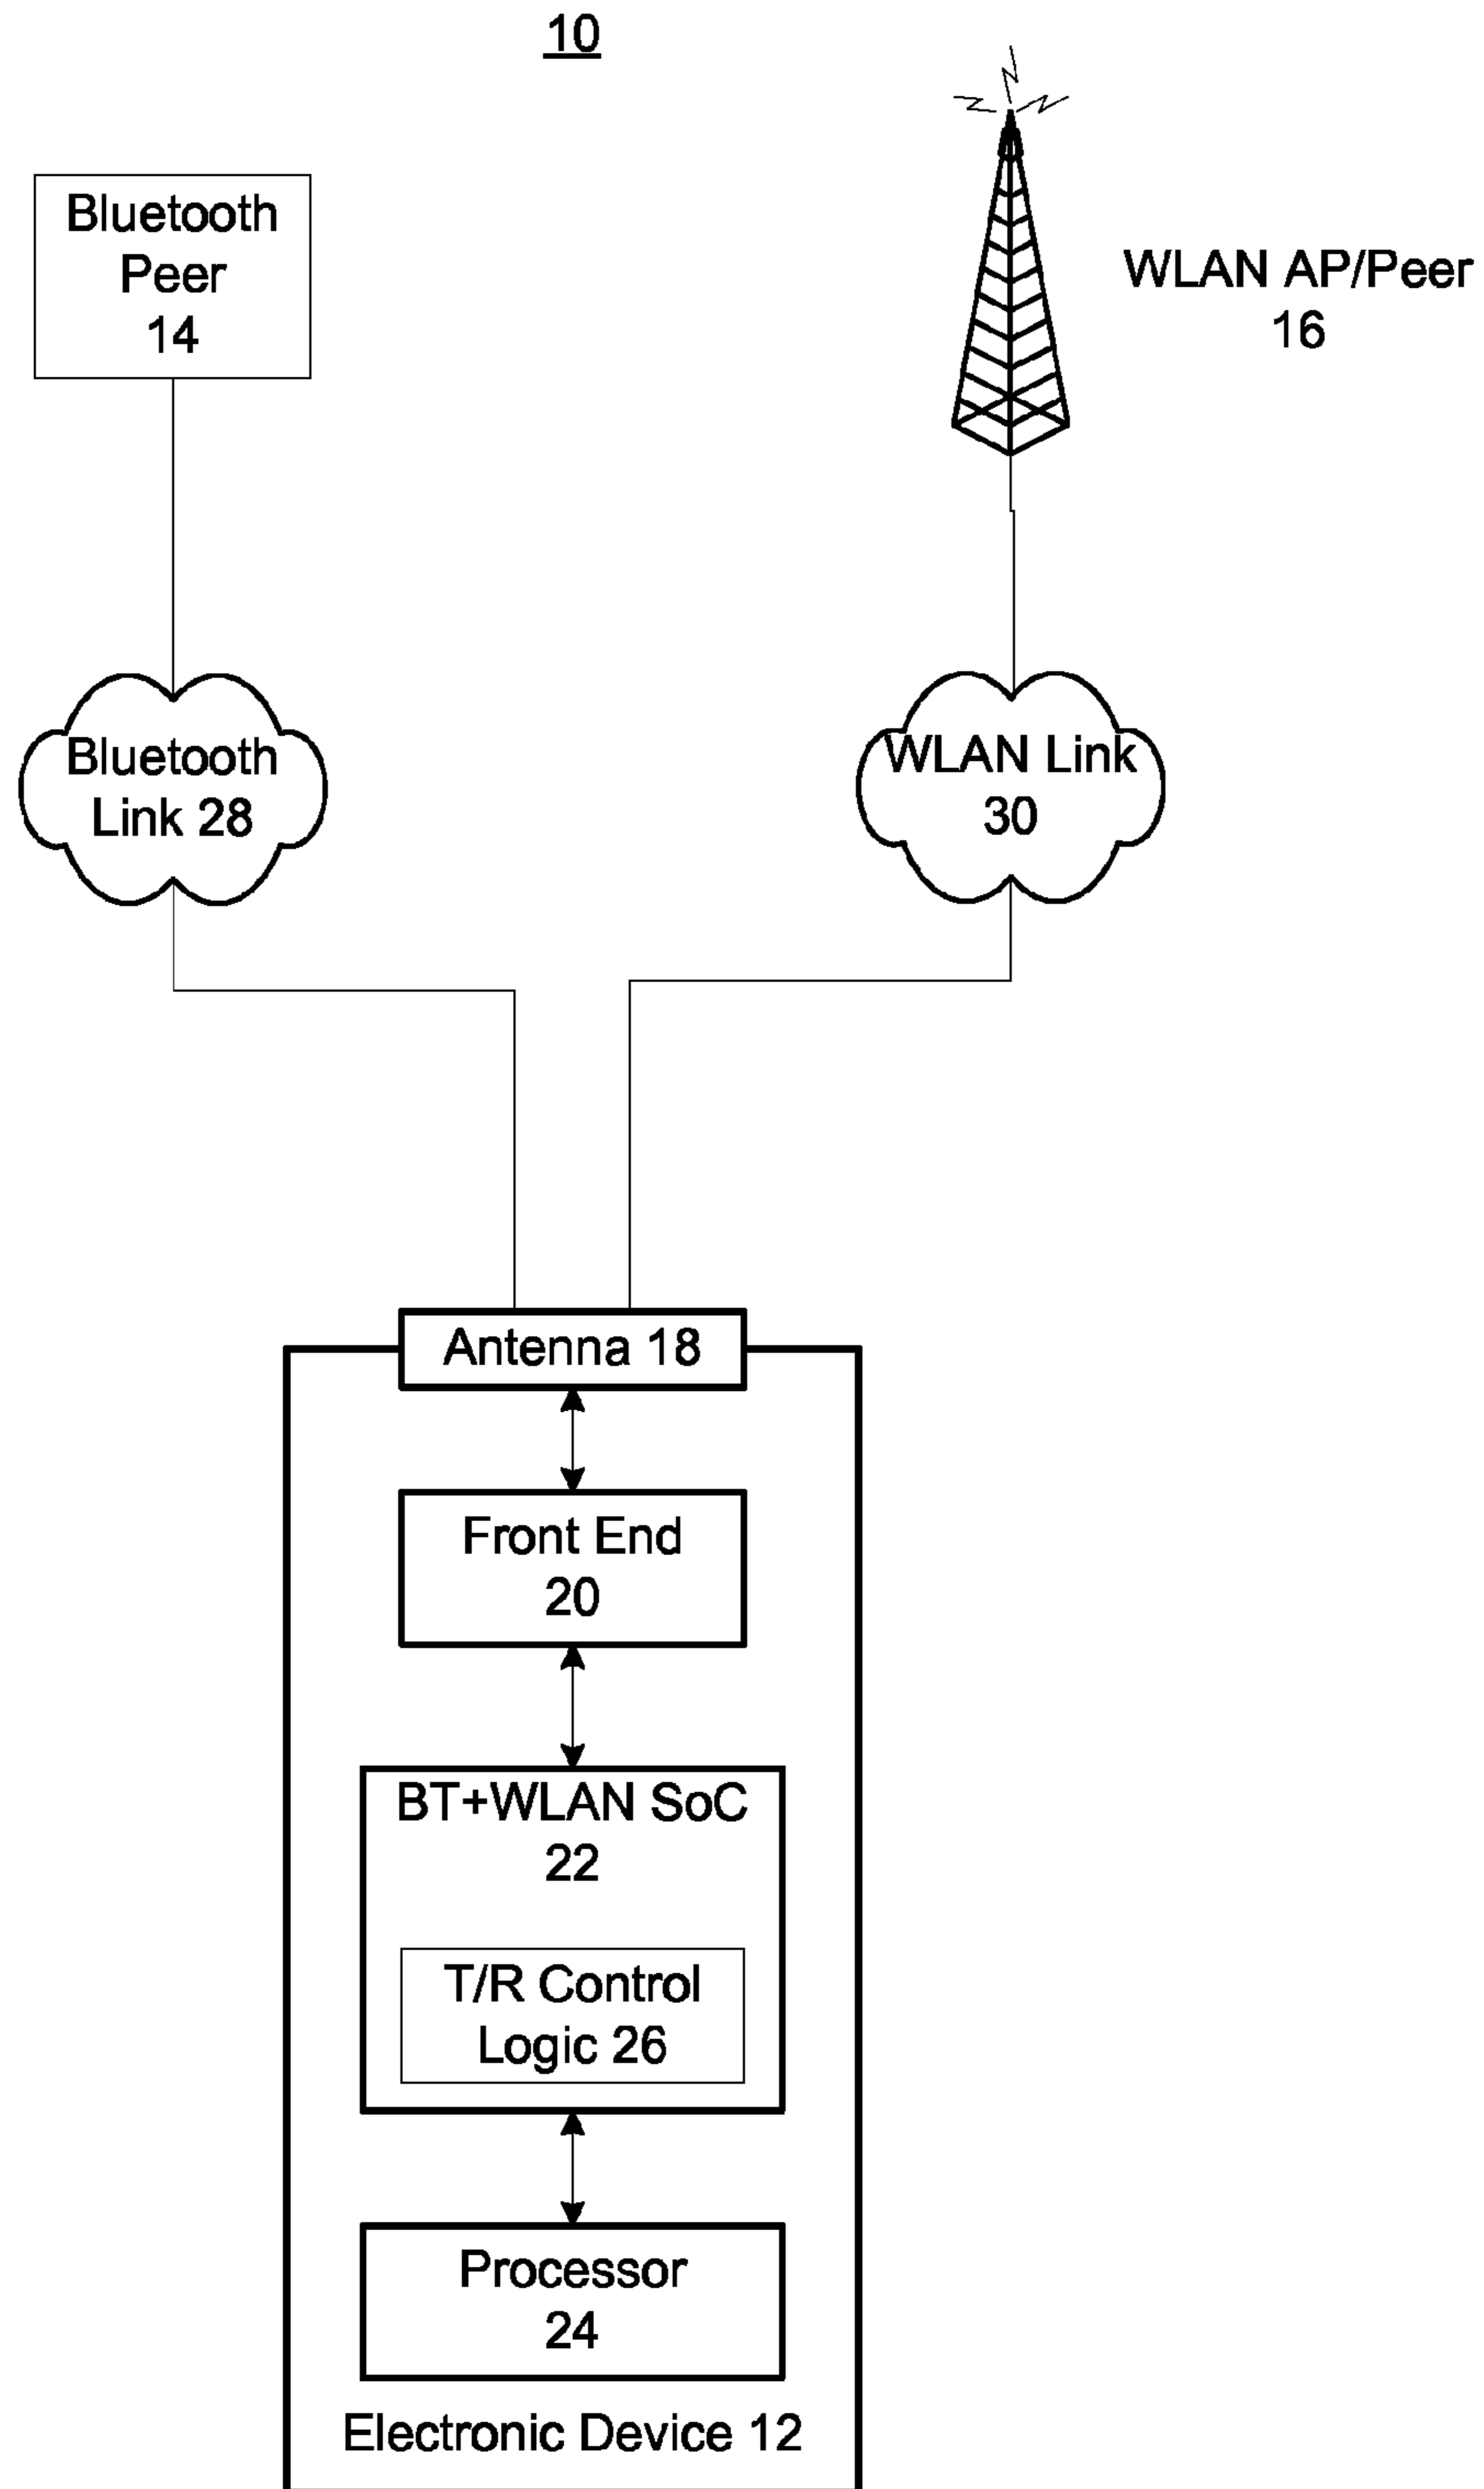 10
Bluetooth
Peer
14
WLAN AP/Peer
16
Bluetooth
Link 28
WLAN Link
30
Antenna 18
Front End
20
BT+WLAN SoC
22
T/R Control
Logic 26
Processor
24
Electronic Device 12